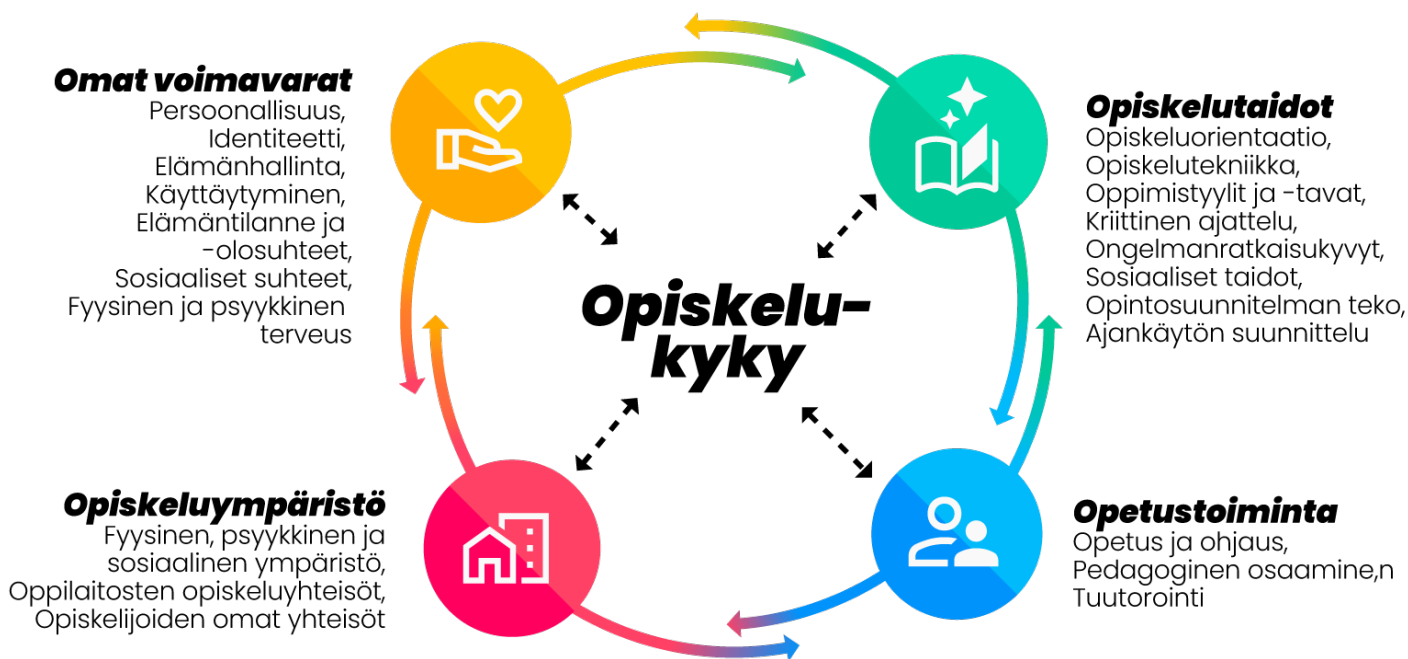 Omat voimavarat
Persoonallisuus,
Identiteetti,
Elämänhallinta,
Käyttäytyminen,
Elämäntilanne ja
-olosuhteet,
Sosiaaliset suhteet,
Fyysinen ja psyykkinen
terveus
Opiskelutaidot
Opiskeluorientaatio,
Opiskelutekniikka,
Oppimistyylit ja -tavat,
Kriittinen ajattelu,
Ongelmanratkaisukyvyt,
Sosiaaliset taidot,
Opintosuunnitelman teko,
Ajankäytön suunnittelu
Opiskelu-
kyky
Opiskeluympäristö
Fyysinen, psyykkinen ja
sosiaalinen ympäristö,
Oppilaitosten opiskeluyhteisöt,
Opiskelijoiden omat yhteisöt
Opetustoiminta
Opetus ja ohjaus,
Pedagoginen osaamine,n
Tuutorointi